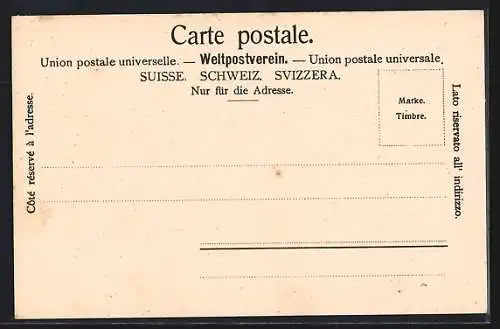 Carte postale.
Union postale universelle. — Weltpostverein. — Union postale universale.
SUISSE. SCHWEIZ. SVIZZERA.
Nur für die Adresse.
Marke.
Timbre.
Côté réservé à l'adresse.
Lato riservato all' indirizzo.